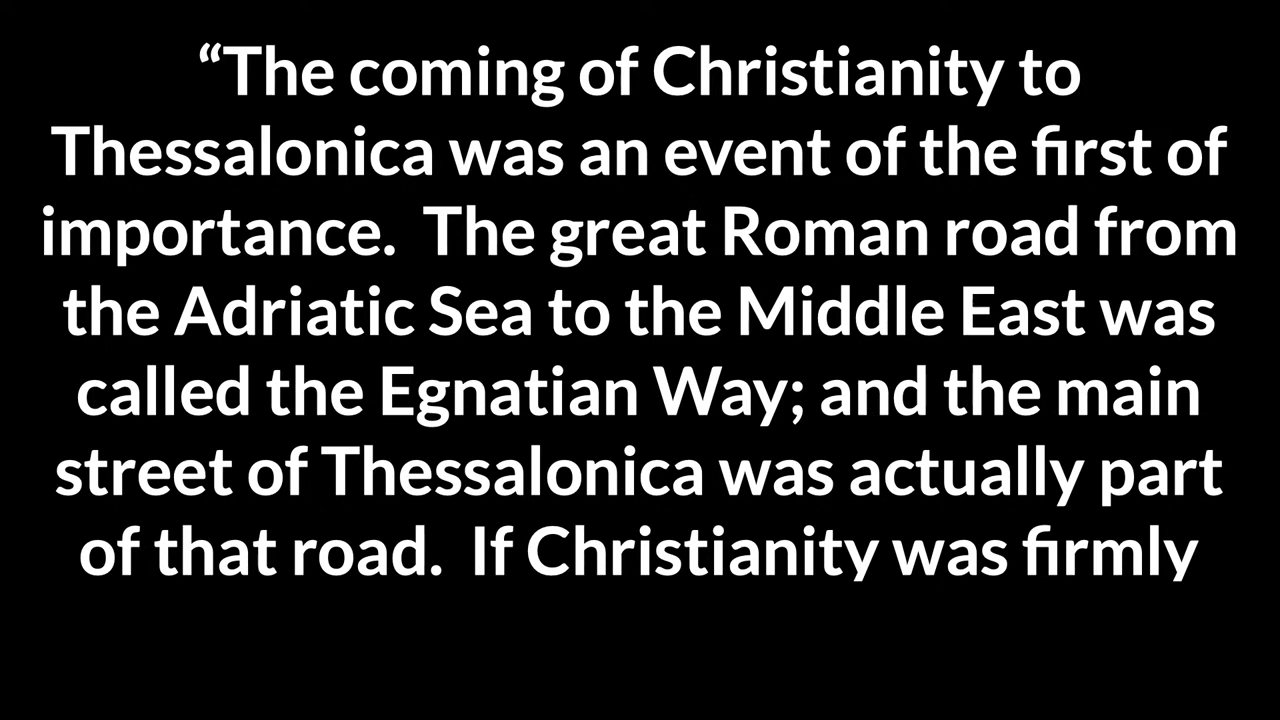 “The coming of Christianity to
Thessalonica was an event of the first of
importance.  The great Roman road from
the Adriatic Sea to the Middle East was
called the Egnatian Way; and the main
street of Thessalonica was actually part
of that road.  If Christianity was firmly